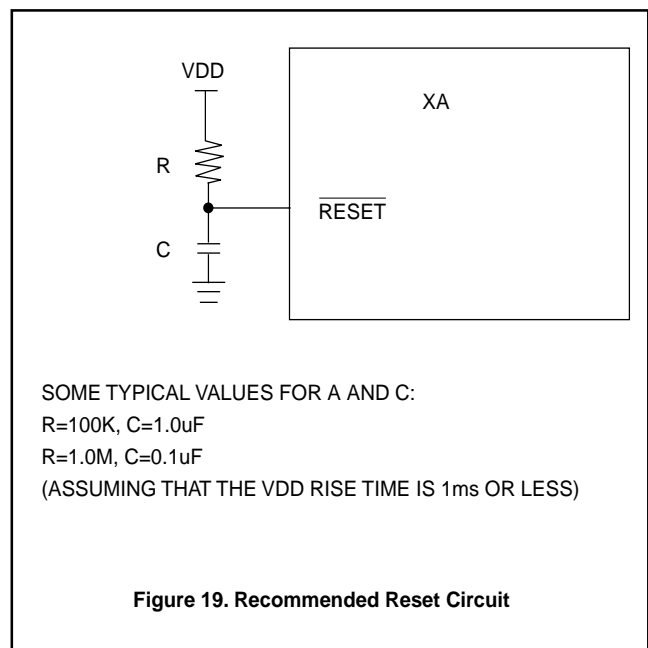 VDD
XA
R
RESET
C
SOME TYPICAL VALUES FOR A AND C:
R=100K, C=1.0uF
R=1.0M, C=0.1uF
(ASSUMING THAT THE VDD RISE TIME IS 1ms OR LESS)
Figure 19. Recommended Reset Circuit